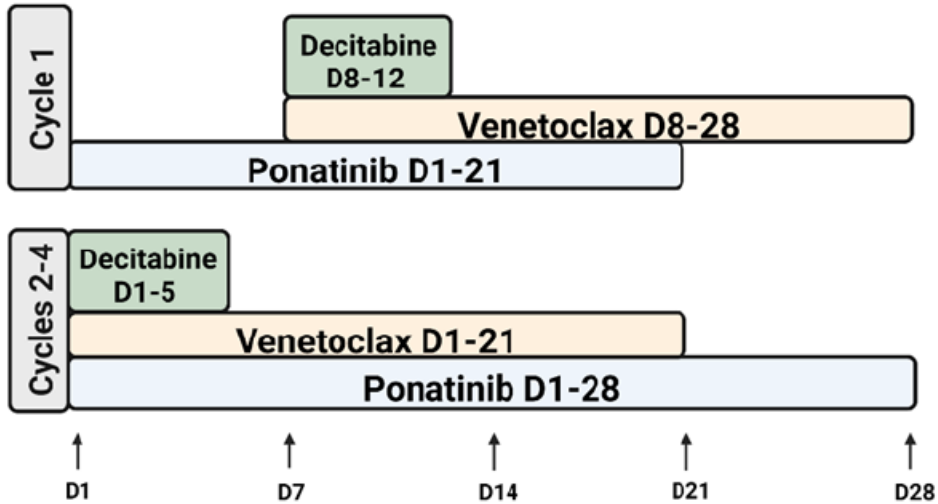 Cycle 1
Decitabine
D8-12
Venetoclax D8-28
Ponatinib D1-21
Cycles 2-4
Decitabine
D1-5
Venetoclax D1-21
Ponatinib D1-28
D1
D7
D14
D21
D28